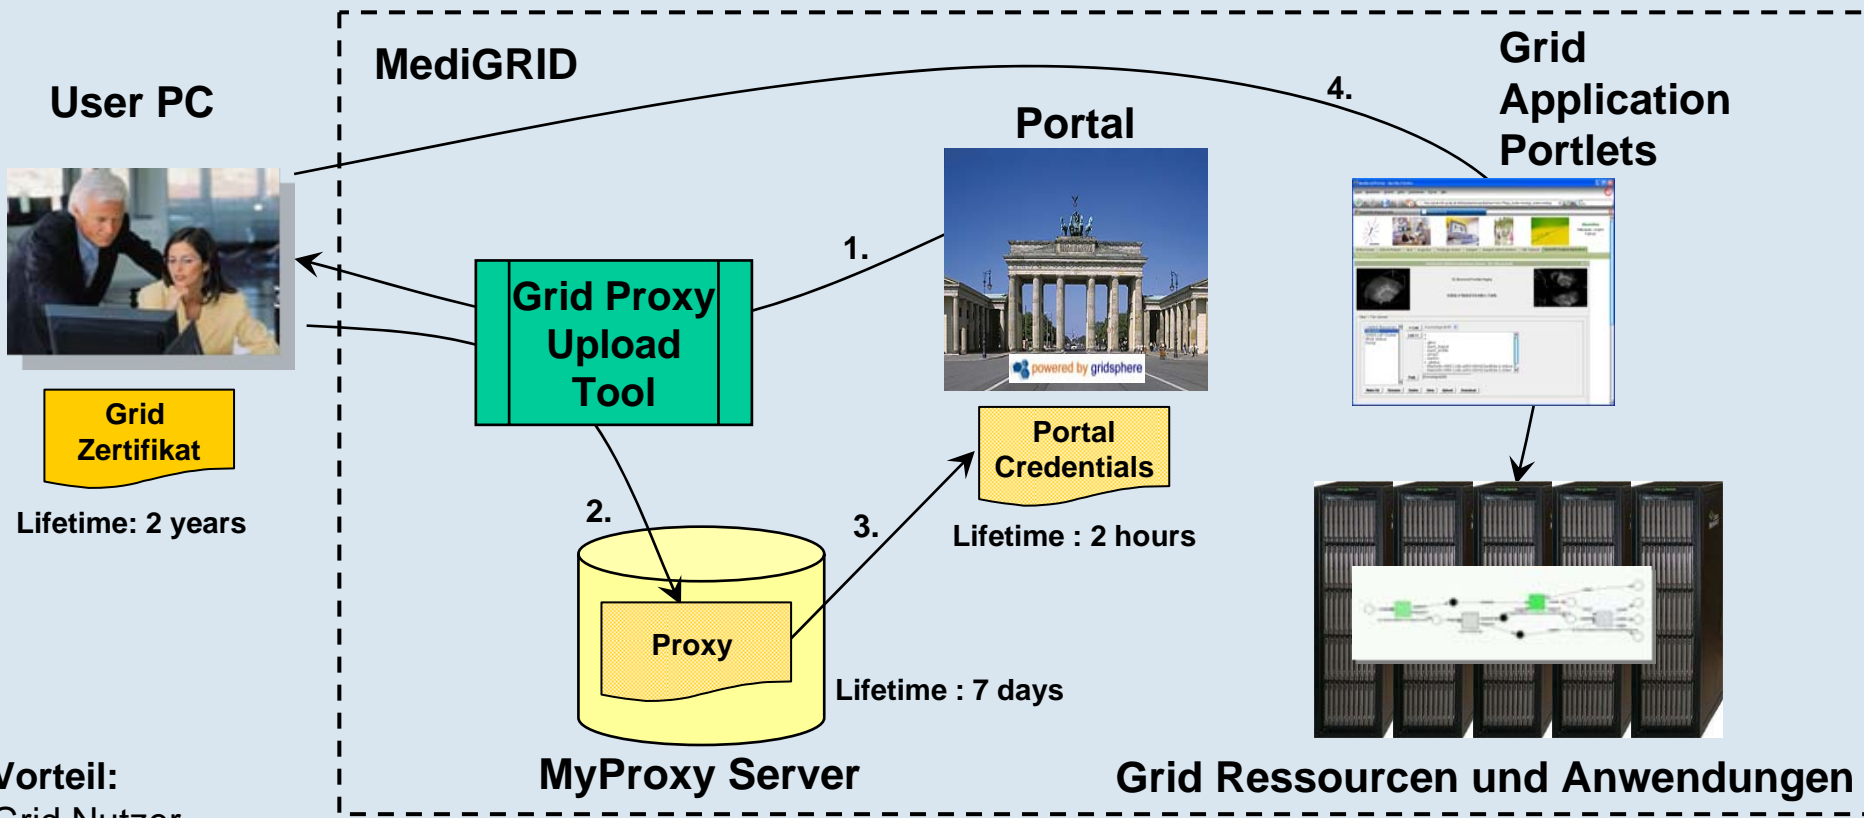 MediGRID
User PC
Grid
Application
Portlets
4.
Portal
1.
Grid Proxy
Upload
Tool
powered by gridsphere
Grid
Zertifikat
Lifetime: 2 years
Portal
Credentials
Lifetime : 2 hours
2.
3.
Proxy
Lifetime : 7 days
MyProxy Server
Grid Ressourcen und Anwendungen
Vorteil:
Grid Nutzer